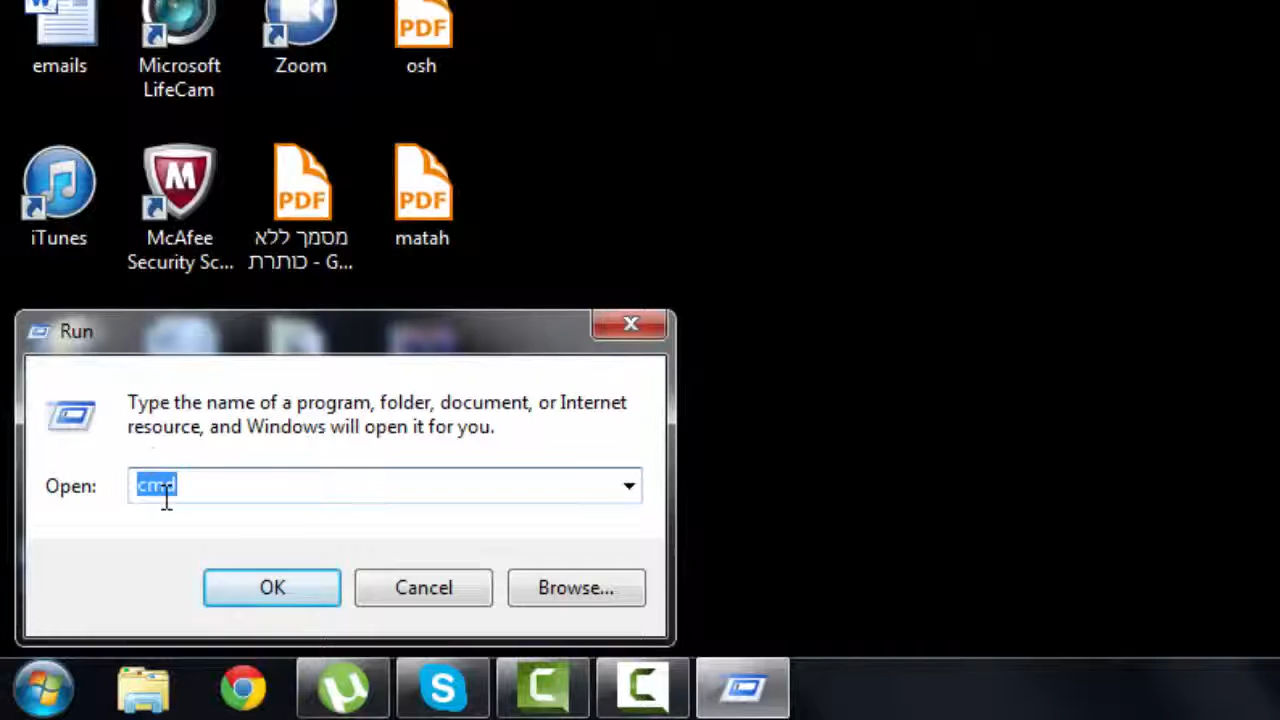 emails
Microsoft
LifeCam
Zoom
PDF
osh
iTunes
M
McAfee
Security Sc...
PDF
מסמך ללא
כותרת - G...
PDF
matah
Run
Type the name of a program, folder, document, or Internet
resource, and Windows will open it for you.
Open: cmd
OK Cancel Browse...